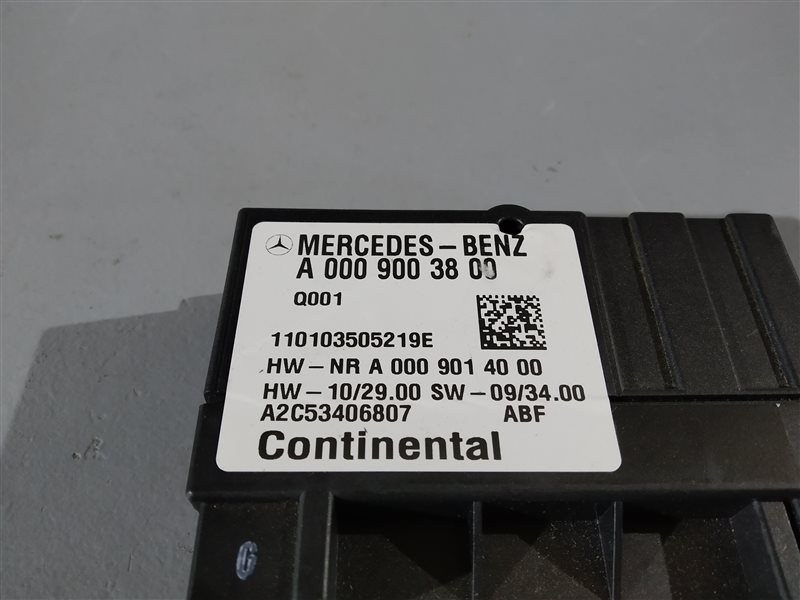 MERCEDES-BENZ
A 000 900 38 00
Q001
110103505219E
HW-NR A 000 901 40 00
HW-10/29.00 SW-09/34.00
A2C53406807 ABF
Continental
G